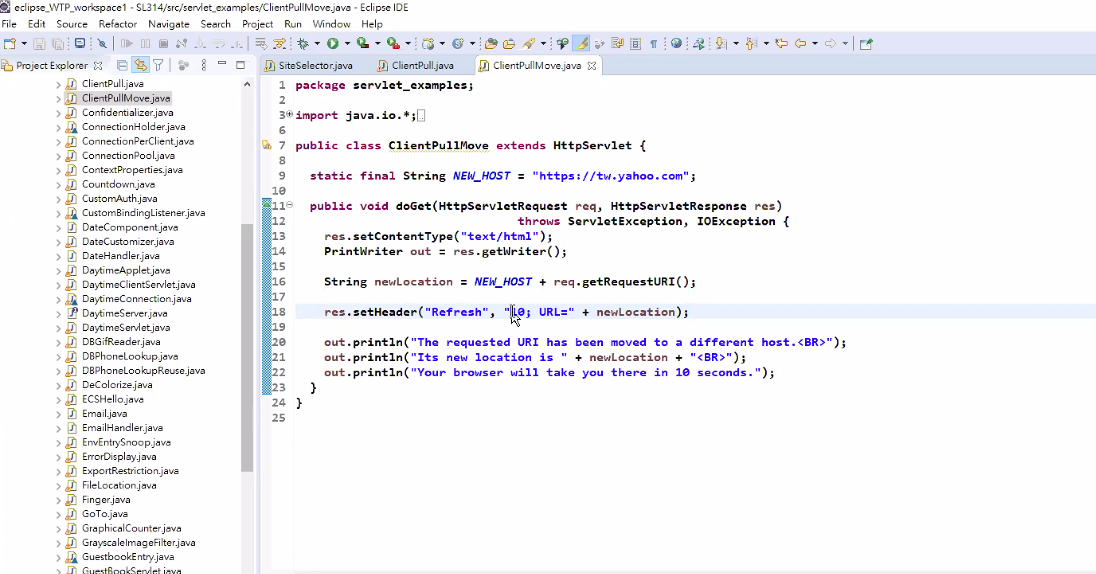 eclipse_WTP_workspace1 - SL314/src/servlet_examples/ClientPullMove.java - Eclipse IDE
File Edit Source Refactor Navigate Search Project Run Window Help
Project Explorer
SiteSelector.java ClientPull.java ClientPullMove.java
ClientPull.java
ClientPullMove.java
Confidentializer.java
ConnectionHolder.java
ConnectionPerClient.java
ConnectionPool.java
ContextProperties.java
Countdown.java
CustomAuth.java
CustomBindingListener.java
DateComponent.java
DateCustomizer.java
DaytimeApplet.java
DaytimeClientServlet.java
DaytimeConnection.java
DaytimeServer.java
DaytimeServlet.java
DBGifReader.java
DBPhoneLookup.java
DBPhoneLookupReuse.java
DeColorize.java
ECSHello.java
Email.java
EmailHandler.java
EnvEntrySnoop.java
ErrorDisplay.java
ExportRestriction.java
FileLocation.java
Finger.java
GoTo.java
GraphicalCounter.java
GrayscaleImageFilter.java
GuestbookEntry.java
GuestBookServlet.java
1 package servlet_examples;
2
3 import java.io.*;
6
7 public class ClientPullMove extends HttpServlet {
8
9 static final String NEW_HOST = "https://tw.yahoo.com";
10
11 public void doGet(HttpServletRequest req, HttpServletResponse res)
12 throws ServletException, IOException {
13 res.setContentType("text/html");
14 PrintWriter out = res.getWriter();
15
16 String newLocation = NEW_HOST + req.getRequestURI();
17
18 res.setHeader("Refresh", "10; URL=" + newLocation);
19
20 out.println("The requested URI has been moved to a different host.<BR>");
21 out.println("Its new location is " + newLocation + "<BR>");
22 out.println("Your browser will take you there in 10 seconds.");
23 }
24 }
25